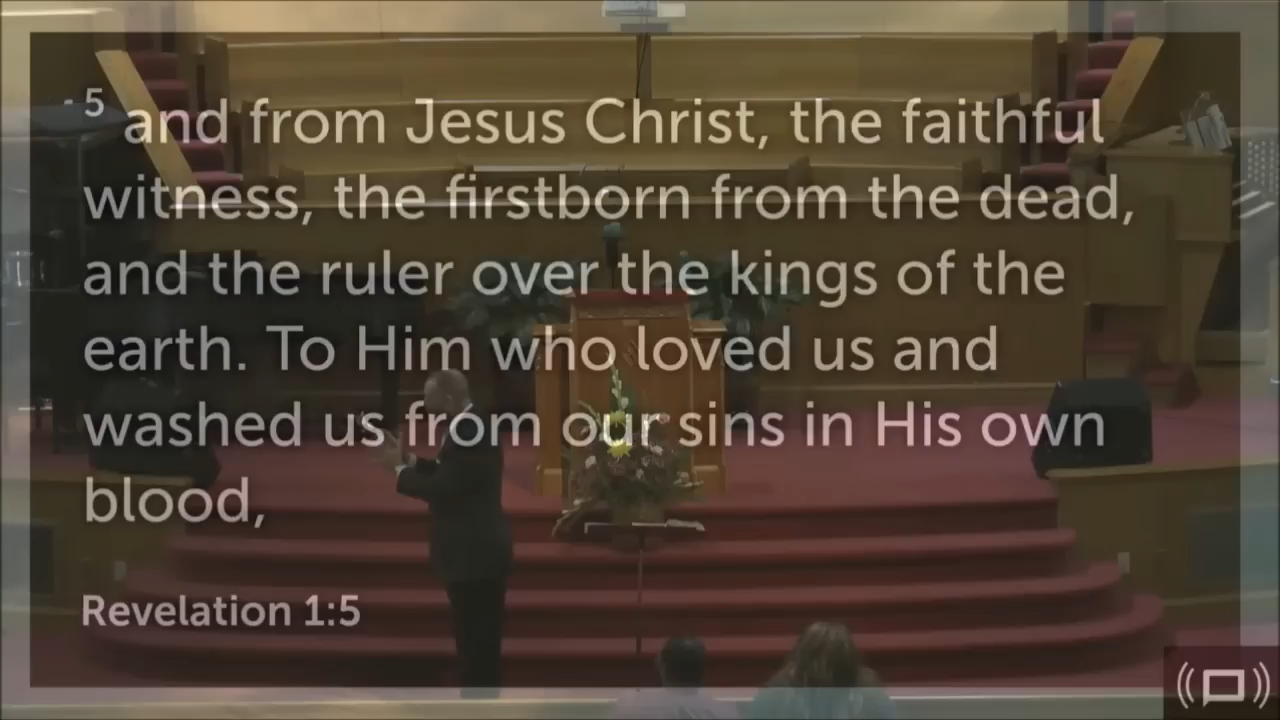 5 and from Jesus Christ, the faithful
witness, the firstborn from the dead,
and the ruler over the kings of the
earth. To Him who loved us and
washed us from our sins in His own
blood,
Revelation 1:5